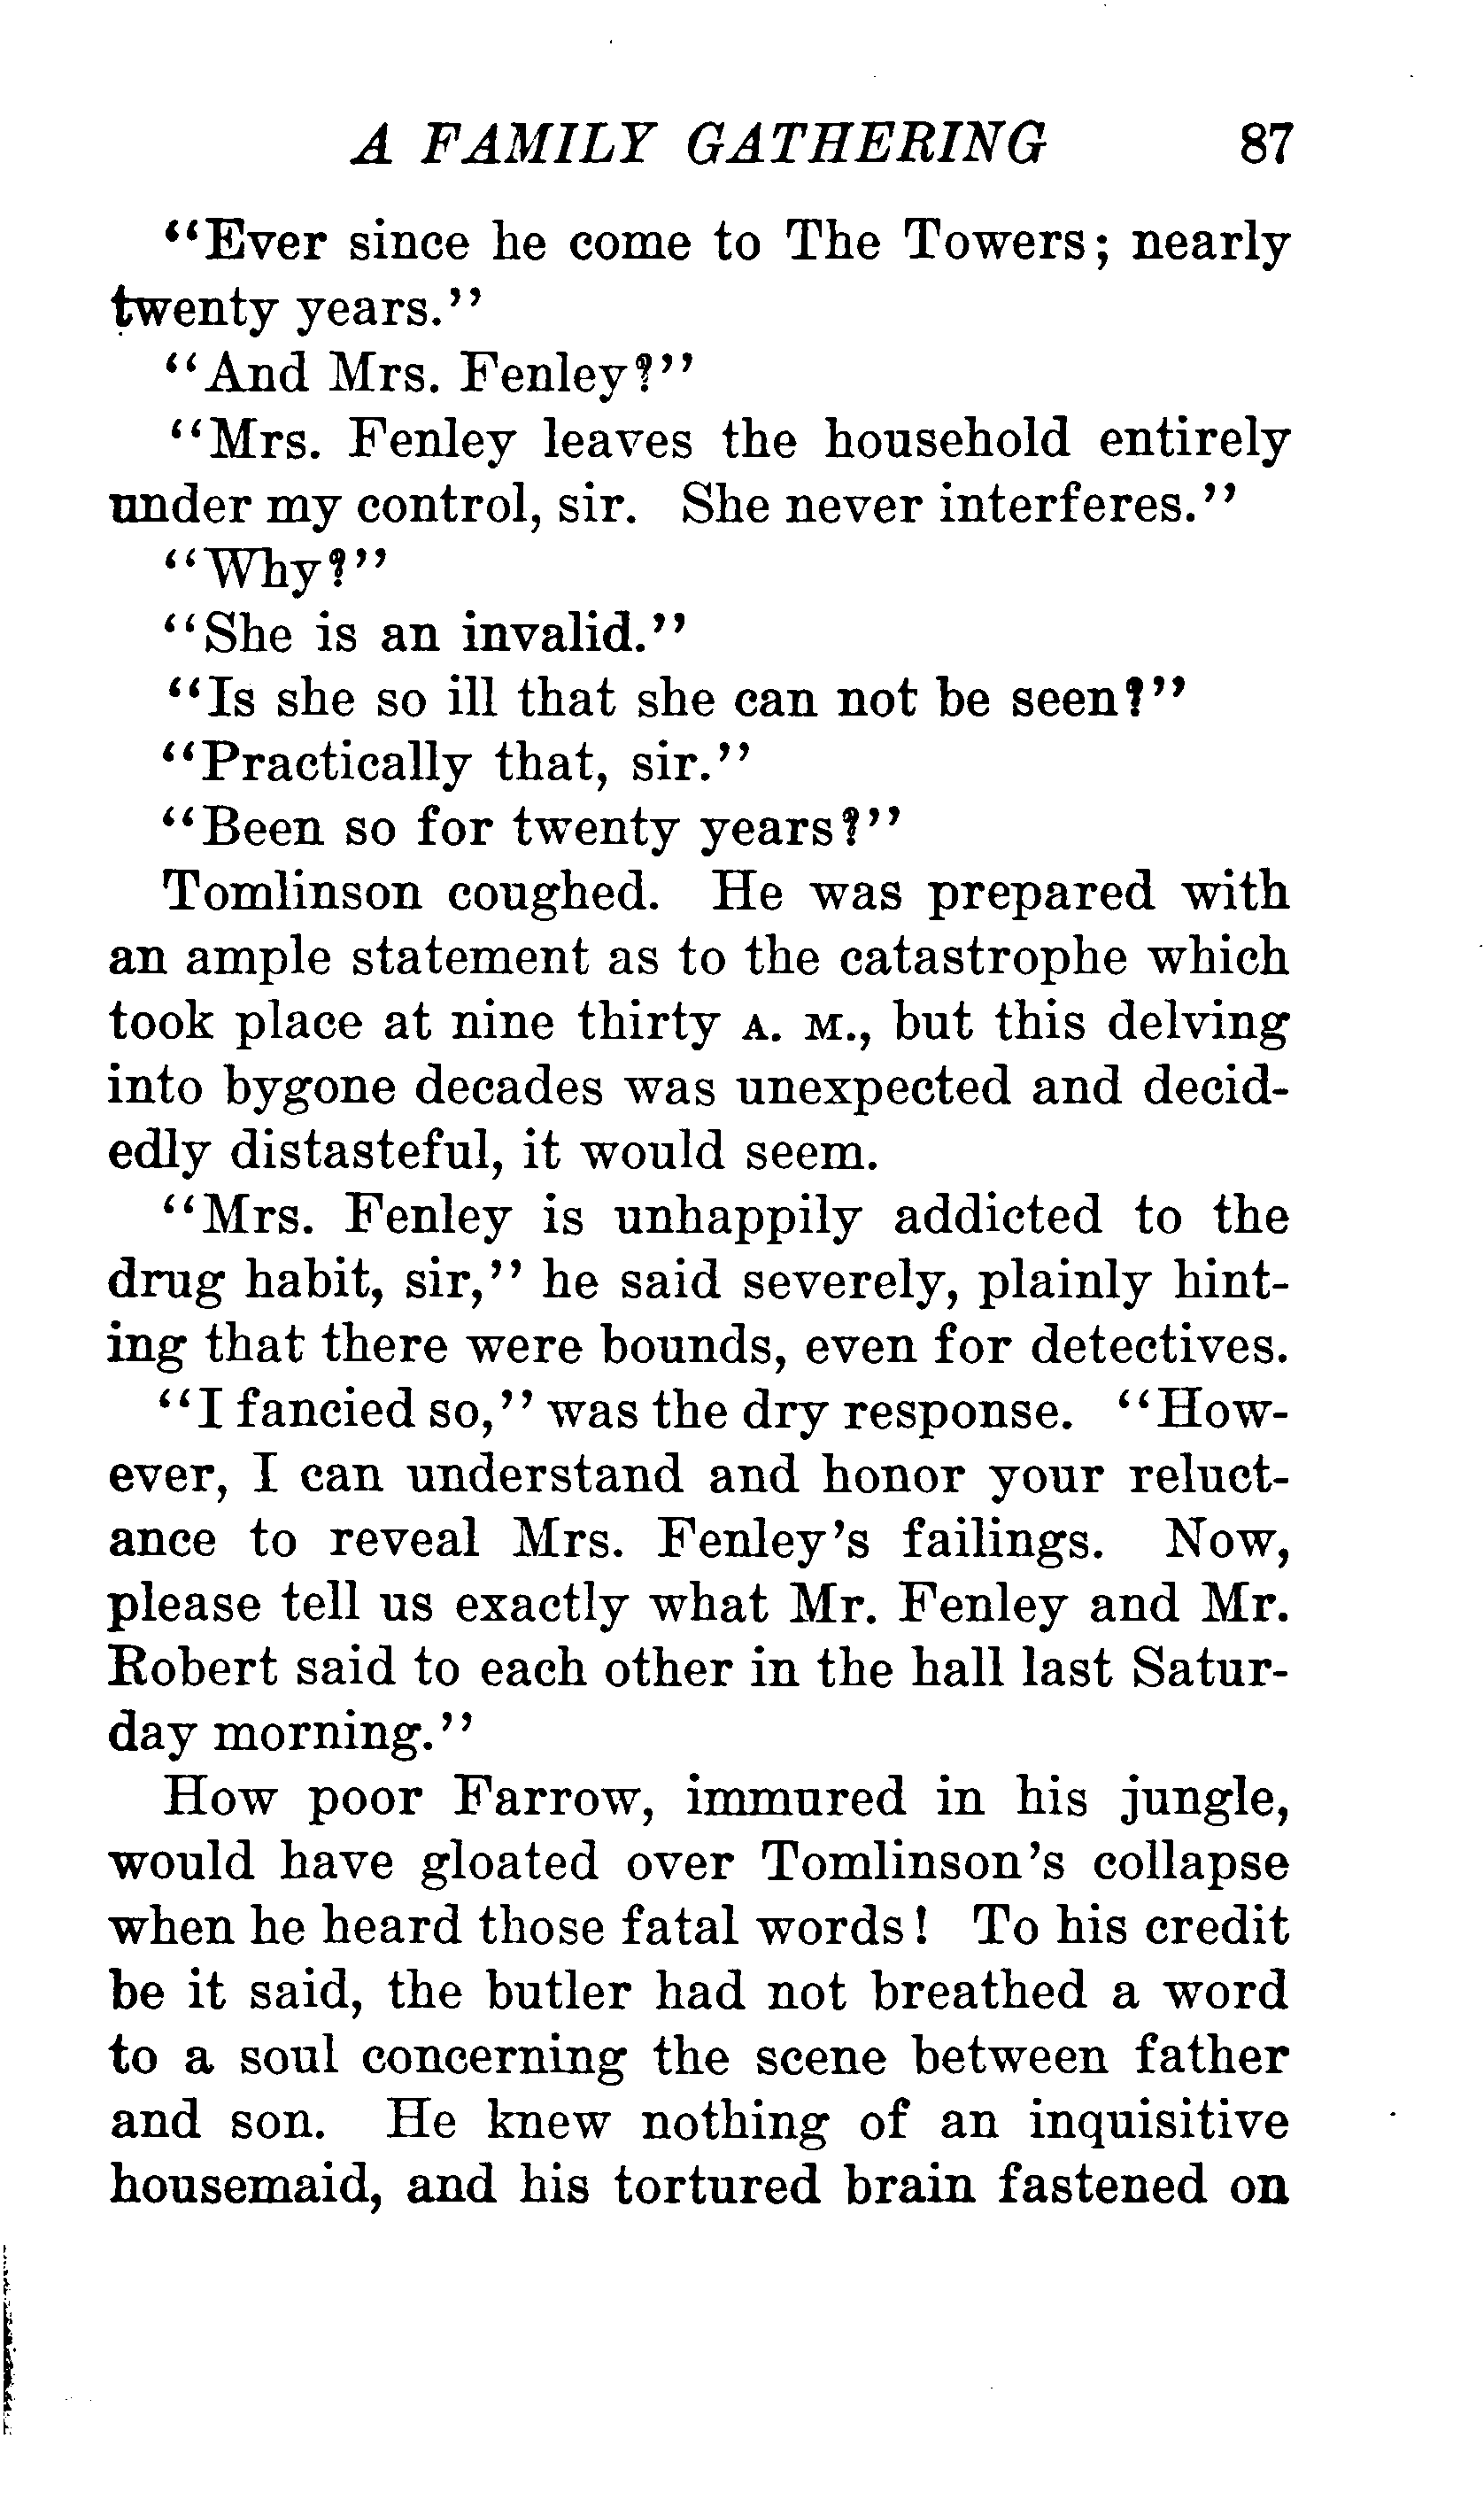 A FAMILY GATHERING 87
"Ever since he come to The Towers; nearly
twenty years."
"And Mrs. Fenley?"
"Mrs. Fenley leaves the household entirely
under my control, sir. She never interferes."
"Why?"
"She is an invalid."
"Is she so ill that she can not be seen?"
"Practically that, sir."
"Been so for twenty years?"
Tomlinson coughed. He was prepared with
an ample statement as to the catastrophe which
took place at nine thirty A. M., but this delving
into bygone decades was unexpected and decid-
edly distasteful, it would seem.
"Mrs. Fenley is unhappily addicted to the
drug habit, sir," he said severely, plainly hint-
ing that there were bounds, even for detectives.
"I fancied so," was the dry response. "How-
ever, I can understand and honor your reluct-
ance to reveal Mrs. Fenley's failings. Now,
please tell us exactly what Mr. Fenley and Mr.
Robert said to each other in the hall last Satur-
day morning."
How poor Farrow, immured in his jungle,
would have gloated over Tomlinson's collapse
when he heard those fatal words! To his credit
be it said, the butler had not breathed a word
to a soul concerning the scene between father
and son. He knew nothing of an inquisitive
housemaid, and his tortured brain fastened on